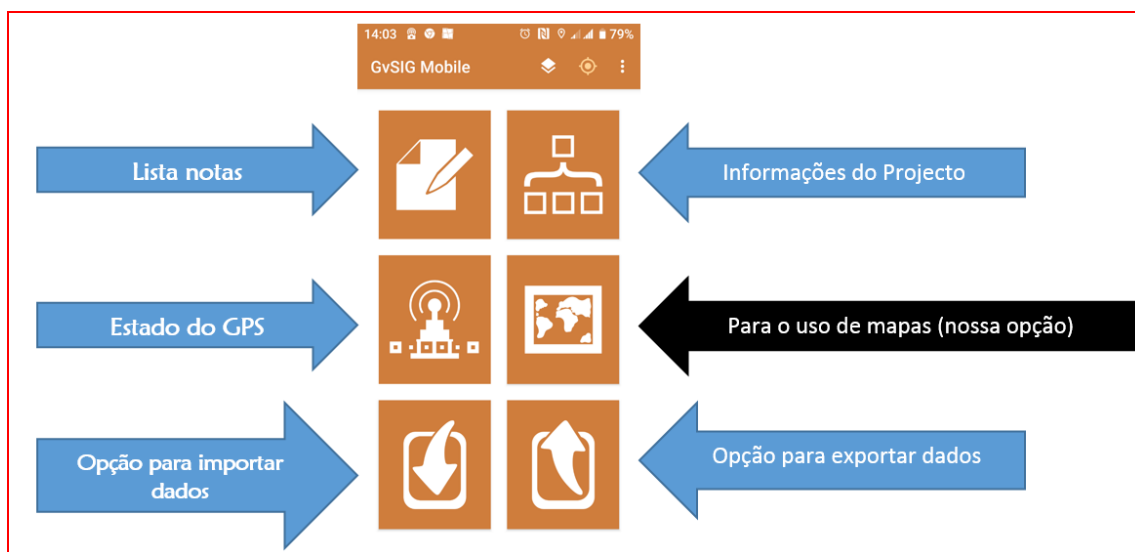 14:03 79%
GvSIG Mobile
Lista notas
Informações do Projecto
Estado do GPS
Para o uso de mapas (nossa opção)
Opção para importar
dados
Opção para exportar dados